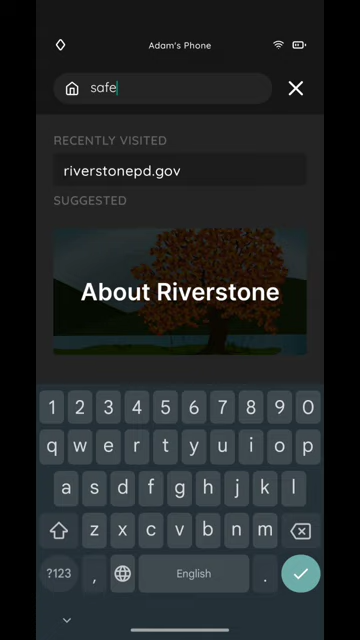 Adam's Phone
safe
RECENTLY VISITED
riverstonepd.gov
SUGGESTED
About Riverstone
1 2 3 4 5 6 7 8 9 0
q w e r t y u i o p
a s d f g h j k l
z x c v b n m
?123 , English .